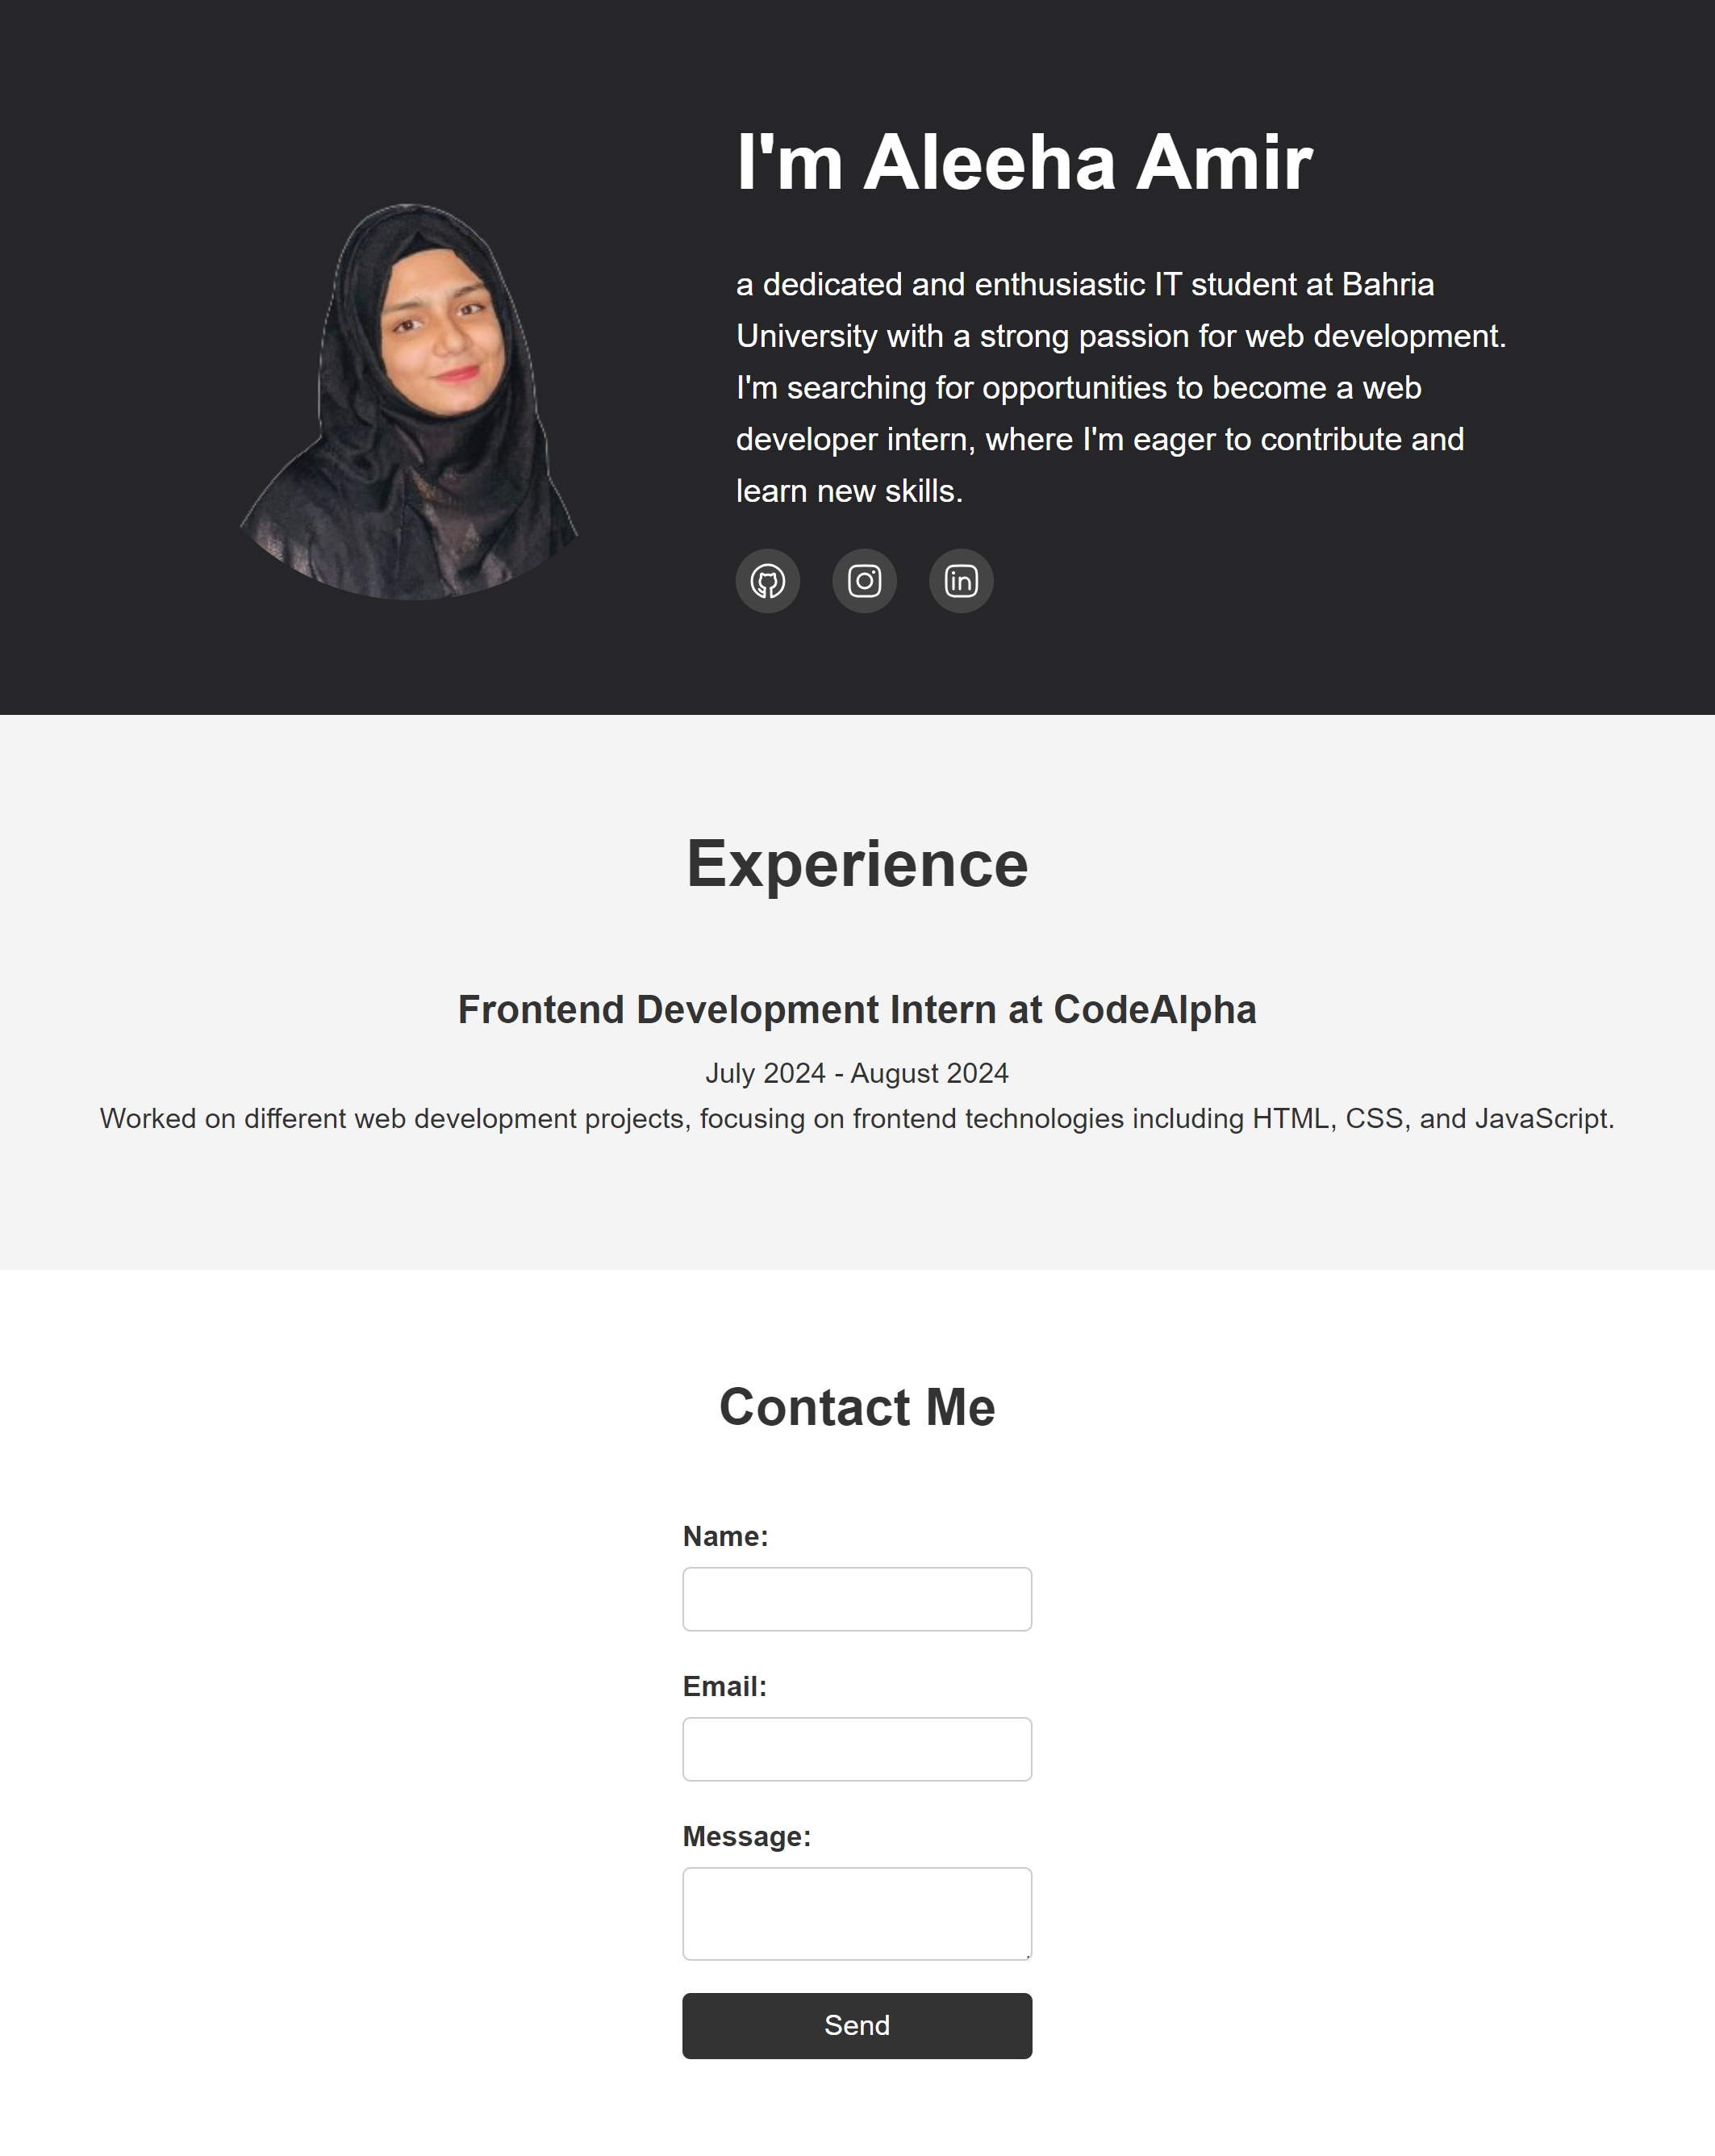 I'm Aleeha Amir
a dedicated and enthusiastic IT student at Bahria
University with a strong passion for web development.
I'm searching for opportunities to become a web
developer intern, where I'm eager to contribute and
learn new skills.
Experience
Frontend Development Intern at CodeAlpha
July 2024 - August 2024
Worked on different web development projects, focusing on frontend technologies including HTML, CSS, and JavaScript.
Contact Me
Name:
Email:
Message:
Send